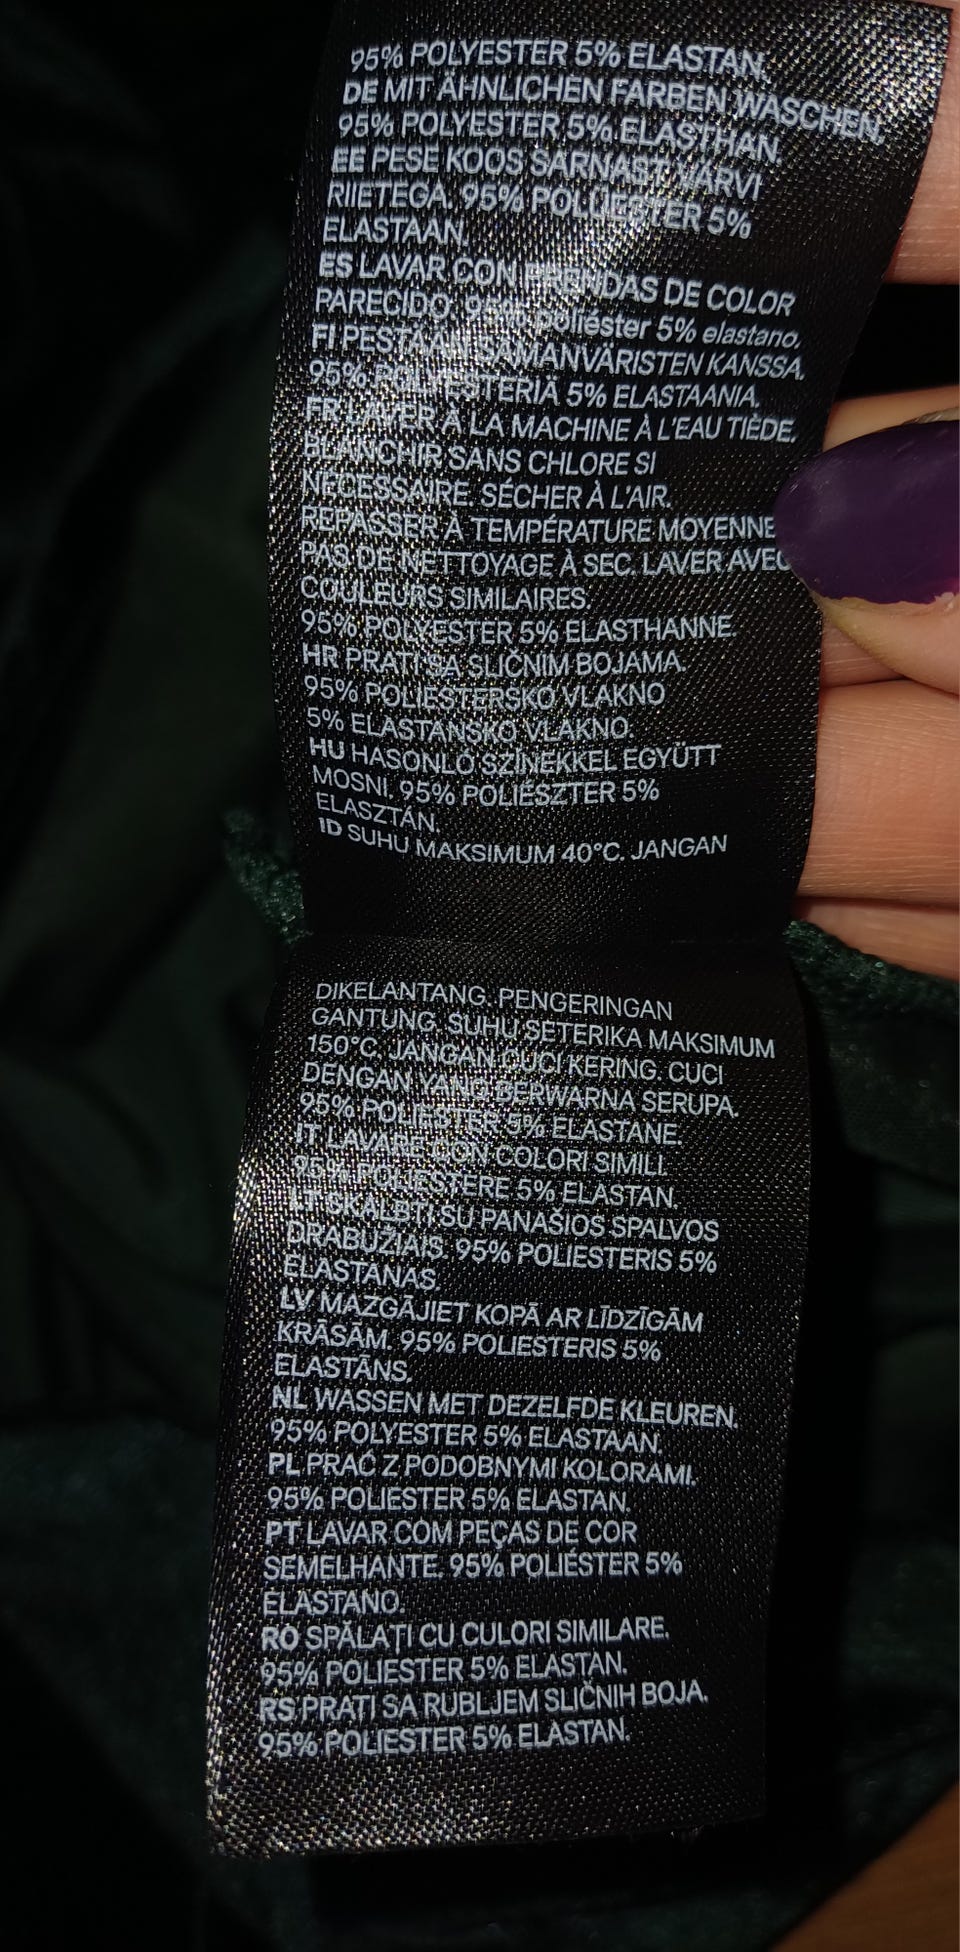 95% POLYESTER 5% ELASTAN.
DE MIT ÄHNLICHEN FARBEN WASCHEN.
95% POLYESTER 5% ELASTHAN.
EE PESE KOOS SARNAST VÄRVI
RIIETEGA. 95% POLÜESTER 5%
ELASTAAN.
ES LAVAR CON PRENDAS DE COLOR
PARECIDO. 95% poliéster 5% elastano.
FI PESTÄÄN SAMANVÄRISTEN KANSSA.
95% POLYESTERIÄ 5% ELASTAANIA.
FR LAVER À LA MACHINE À L'EAU TIÈDE.
BLANCHIR SANS CHLORE SI
NÉCESSAIRE. SÉCHER À L'AIR.
REPASSER À TEMPÉRATURE MOYENNE
PAS DE NETTOYAGE À SEC. LAVER AVEC
COULEURS SIMILAIRES.
95% POLYESTER 5% ELASTHANNE.
HR PRATI SA SLIČNIM BOJAMA.
95% POLIESTERSKO VLAKNO
5% ELASTANSKO VLAKNO.
HU HASONLÓ SZÍNEKKEL EGYÜTT
MOSNI. 95% POLIÉSZTER 5%
ELASZTÁN.
ID SUHU MAKSIMUM 40°C. JANGAN
DIKELANTANG. PENGERINGAN
GANTUNG. SUHU SETERIKA MAKSIMUM
150°C. JANGAN CUCI KERING. CUCI
DENGAN YANG BERWARNA SERUPA.
95% POLIESTER 5% ELASTANE.
IT LAVARE CON COLORI SIMILI.
95% POLIESTERE 5% ELASTAN.
LT SKALBTI SU PANAŠIOS SPALVOS
DRABUŽIAIS. 95% POLIESTERIS 5%
ELASTANAS.
LV MAZGĀJIET KOPĀ AR LĪDZĪGĀM
KRĀSĀM. 95% POLIESTERIS 5%
ELASTĀNS.
NL WASSEN MET DEZELFDE KLEUREN.
95% POLYESTER 5% ELASTAAN.
PL PRAĆ Z PODOBNYMI KOLORAMI.
95% POLIESTER 5% ELASTAN.
PT LAVAR COM PEÇAS DE COR
SEMELHANTE. 95% POLIÉSTER 5%
ELASTANO.
RO SPĂLAȚI CU CULORI SIMILARE.
95% POLIESTER 5% ELASTAN.
RS PRATI SA RUBLJEM SLIČNIH BOJA.
95% POLIESTER 5% ELASTAN.